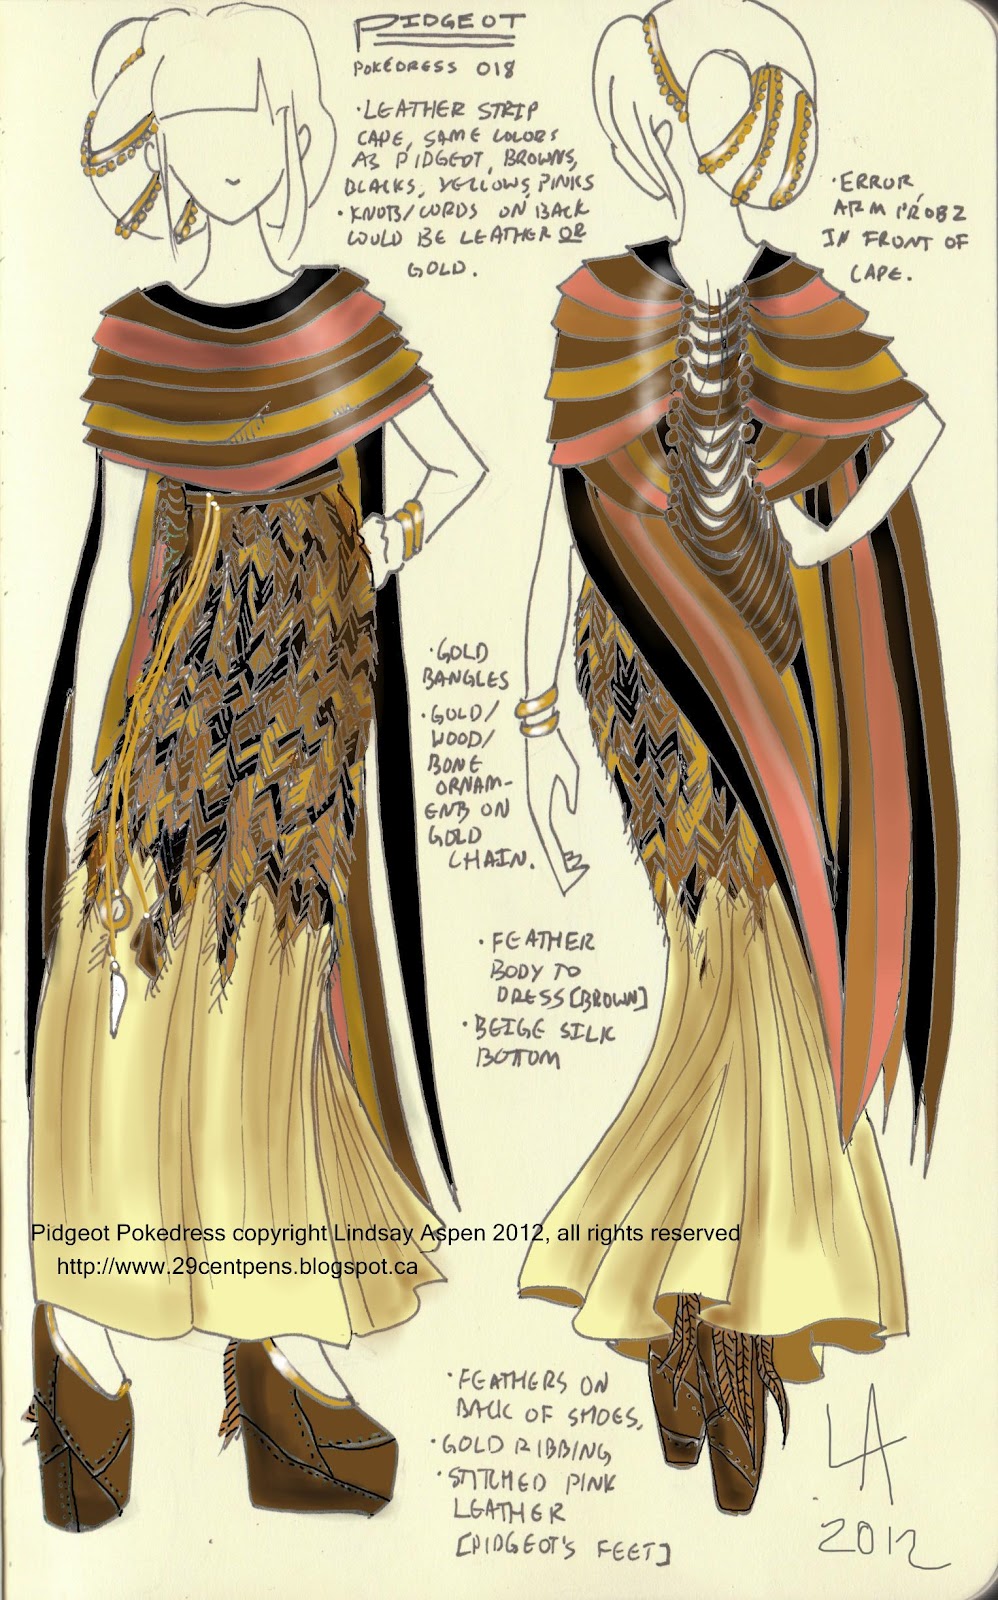 PIDGEOT
POKÉDRESS 018
• LEATHER STRIP
CAPE, SAME COLORS
AS PIDGEOT, BROWNS,
BLACKS, YELLOWS, PINKS
• KNOB/CORDS ON BACK
COULD BE LEATHER OR
GOLD.
• ERROR,
ARM PROBZ
IN FRONT OF
CAPE.
• GOLD
BANGLES
• GOLD/
WOOD/
BONE
ORNAM-
ENTS ON
GOLD
CHAIN.
• FEATHER
BODY TO
DRESS [BROWN]
• BEIGE SILK
BOTTOM
Pidgeot Pokedress copyright Lindsay Aspen 2012, all rights reserved
http://www.29centpens.blogspot.ca
• FEATHERS ON
BACK OF SHOES,
• GOLD RIBBING
• STITCHED PINK
LEATHER
[PIDGEOT'S FEET]
LA
2012